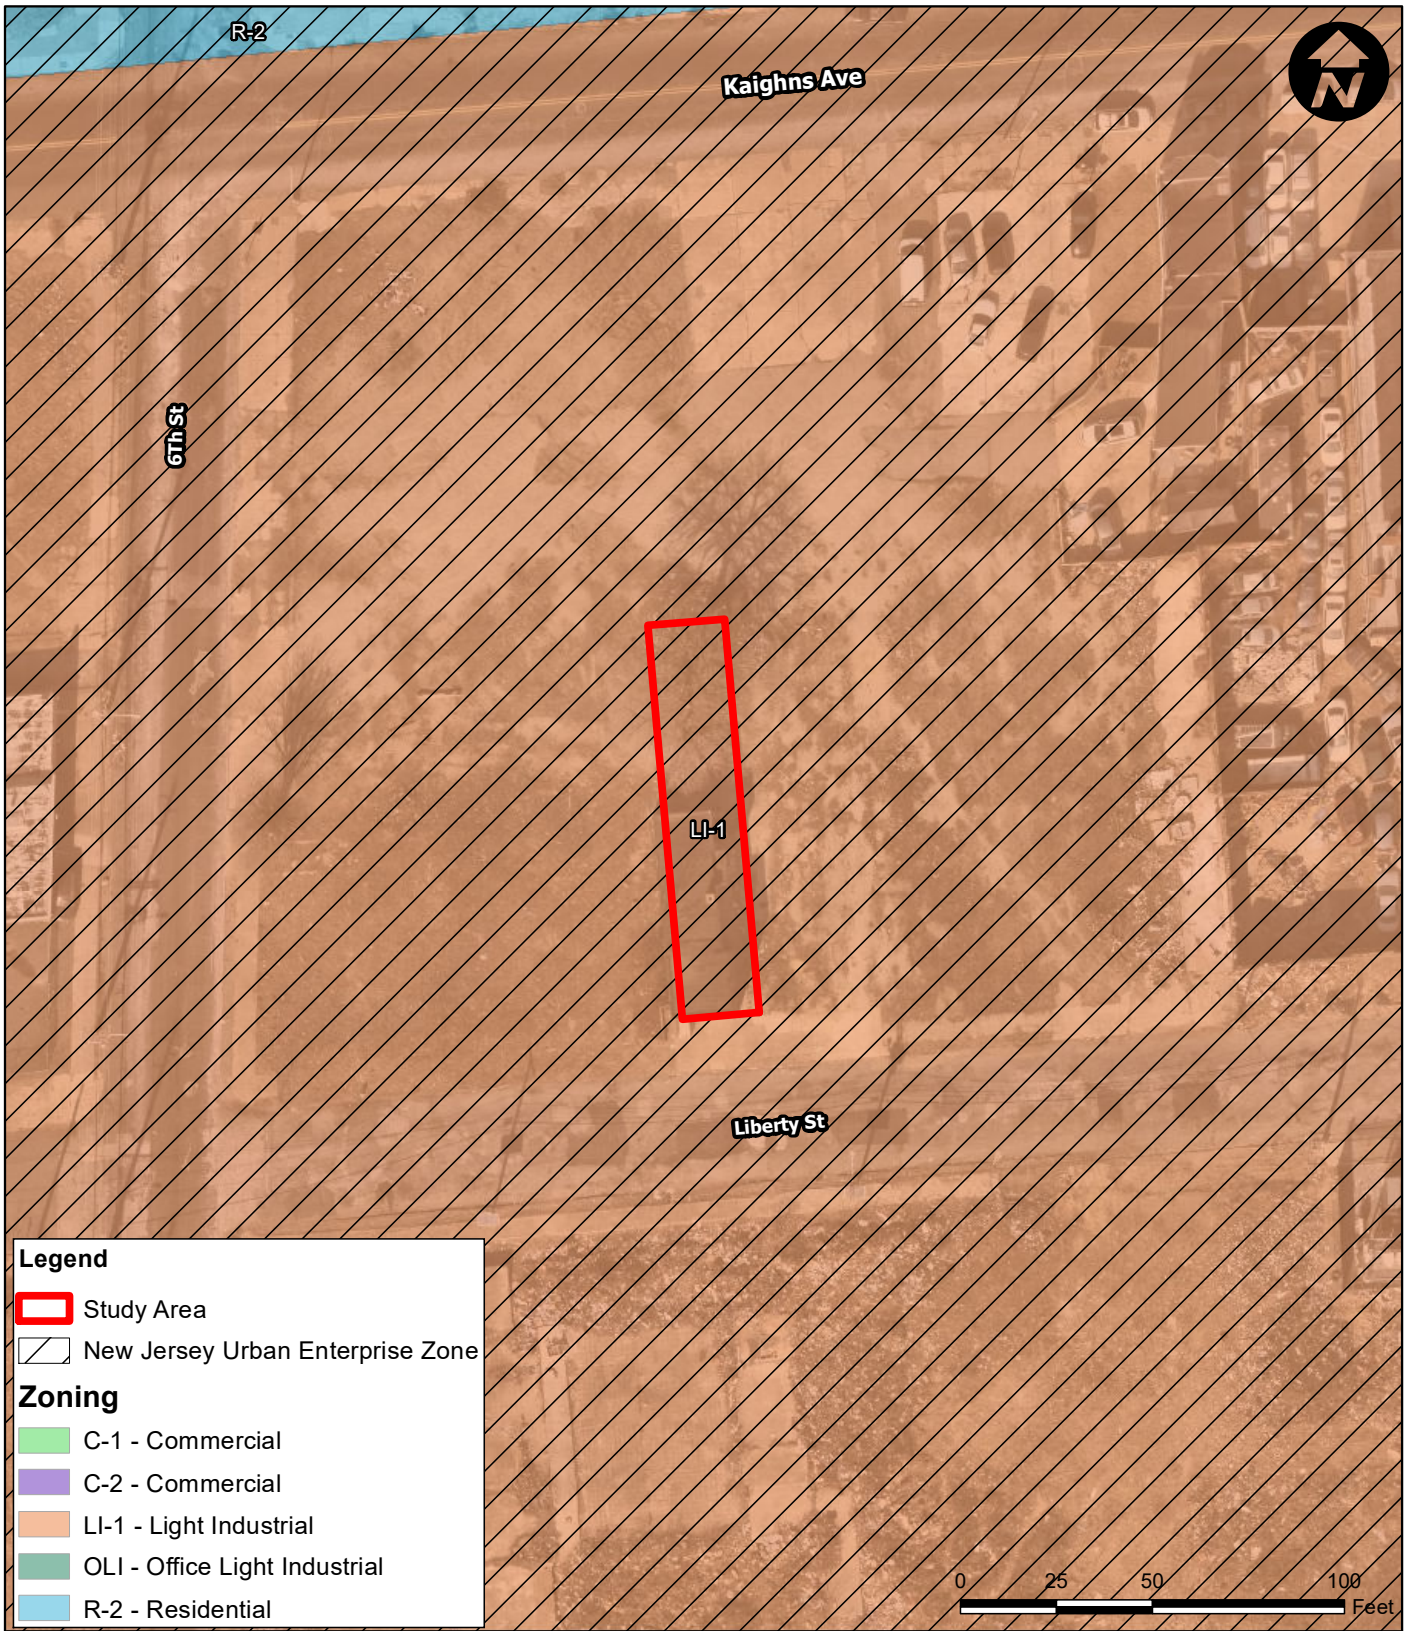 R-2
Kaighns Ave
N
6Th St
LI-1
Liberty St
Legend
Study Area
New Jersey Urban Enterprise Zone
Zoning
C-1 - Commercial
C-2 - Commercial
LI-1 - Light Industrial
OLI - Office Light Industrial
R-2 - Residential
0 25 50 100
Feet